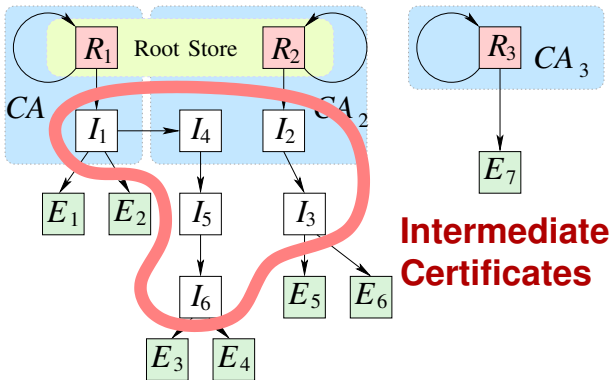 R1 Root Store R2 R3 CA3
CA CA2
I1 I4 I2
E1 E2 I5 I3 E7
Intermediate
Certificates
I6 E5 E6
E3 E4